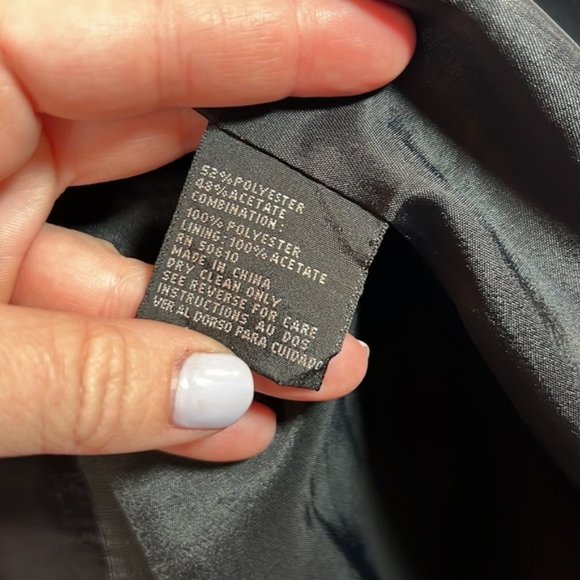 52%POLYESTER
48%ACETATE
COMBINATION:
100% POLYESTER
LINING: 100% ACETATE
RN 50610
MADE IN CHINA
DRY CLEAN ONLY
SEE REVERSE FOR CARE
INSTRUCTIONS AU DOS
VER AL DORSO PARA CUIDADO